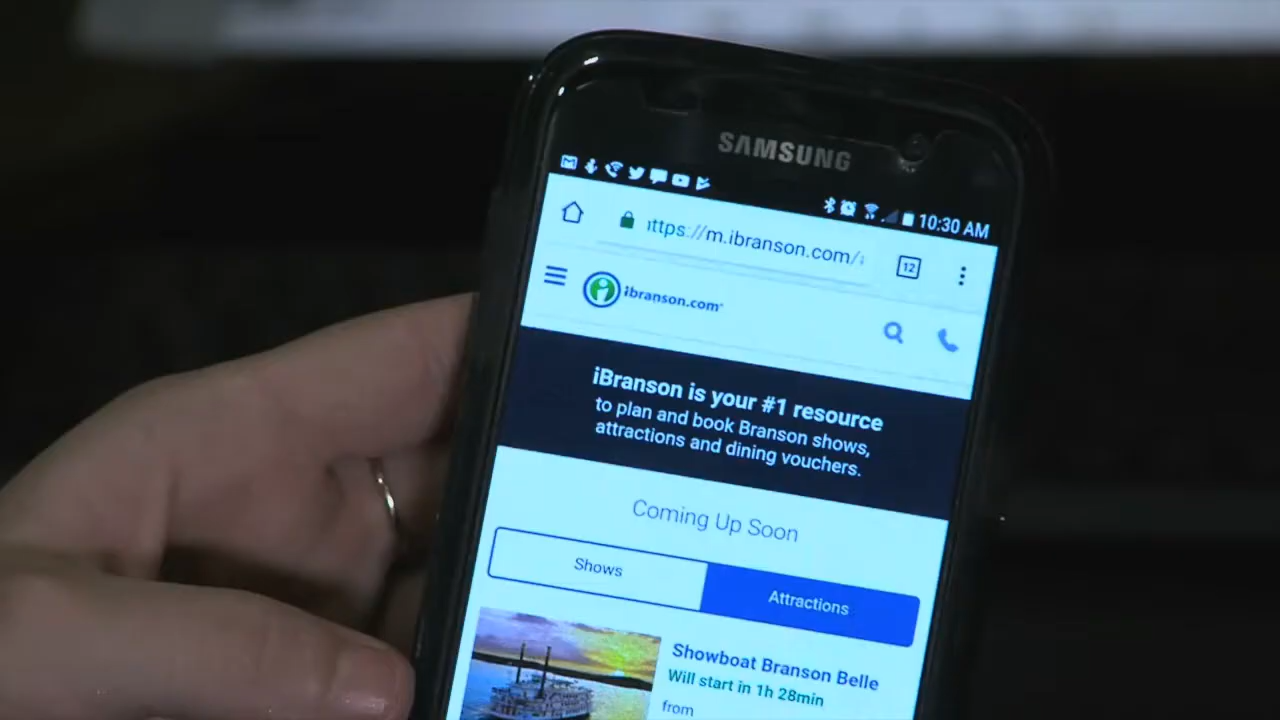 SAMSUNG
10:30 AM
ttps://m.ibranson.com/
12
ibranson.com
iBranson is your #1 resource
to plan and book Branson shows,
attractions and dining vouchers.
Coming Up Soon
Shows
Attractions
Showboat Branson Belle
Will start in 1h 28min
from